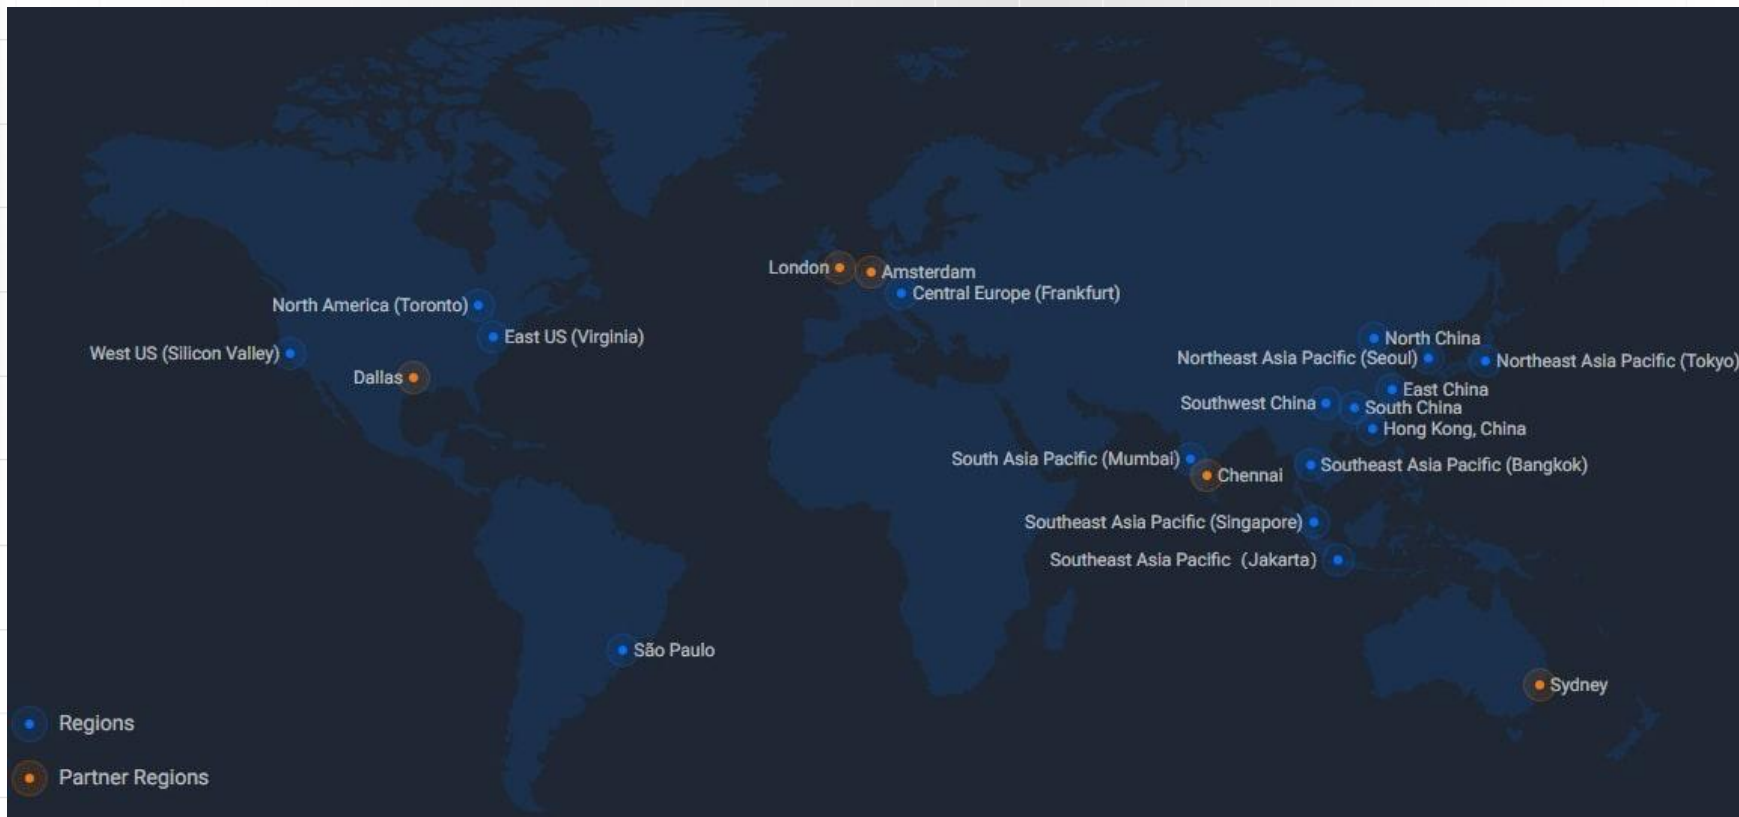 London
Amsterdam
Central Europe (Frankfurt)
North America (Toronto)
East US (Virginia)
West US (Silicon Valley)
Dallas
North China
Northeast Asia Pacific (Seoul)
Northeast Asia Pacific (Tokyo)
East China
Southwest China
South China
Hong Kong, China
South Asia Pacific (Mumbai)
Southeast Asia Pacific (Bangkok)
Chennai
Southeast Asia Pacific (Singapore)
Southeast Asia Pacific (Jakarta)
São Paulo
Sydney
Regions
Partner Regions